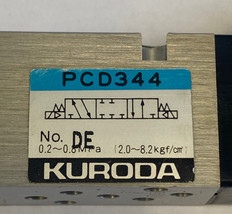 PCD344
No. DE
0.2～0.8MPa (2.0～8.2kgf/cm²)
KURODA